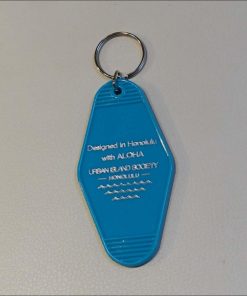 Designed in Honolulu
with ALOHA
URBAN ISLAND SOCIETY
HONOLULU